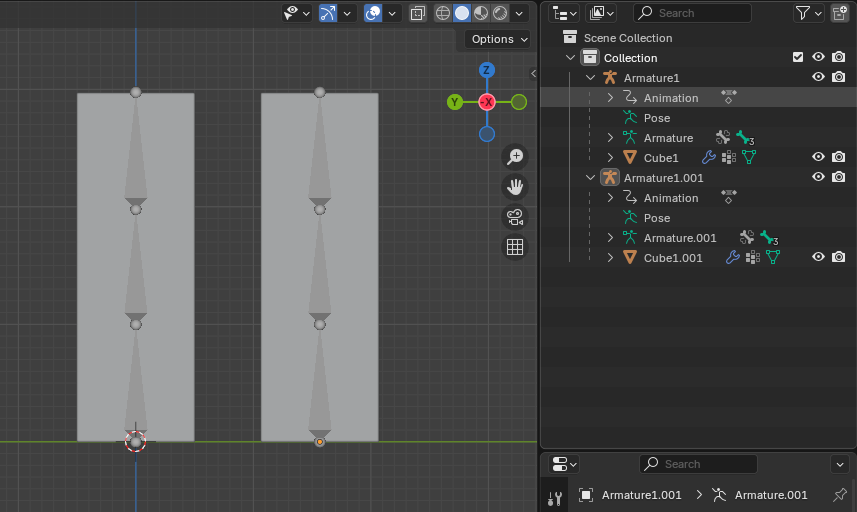 Search
Options
Z
Y
-X
Scene Collection
Collection
Armature1
Animation
Pose
Armature
3
Cube1
Armature1.001
Animation
Pose
Armature.001
3
Cube1.001
Search
Armature1.001 > Armature.001